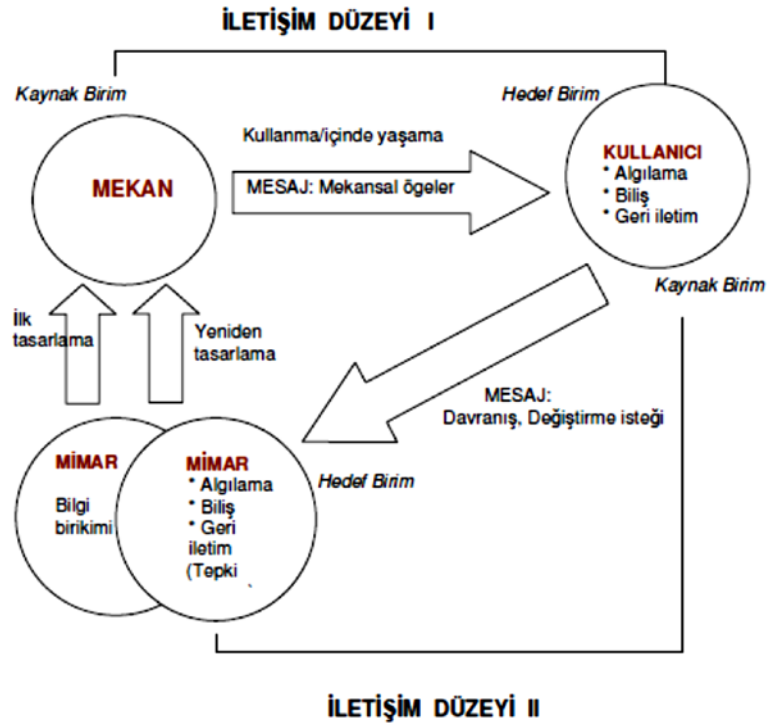 İLETİŞİM DÜZEYİ I
Kaynak Birim
Hedef Birim
MEKAN
Kullanma/içinde yaşama
MESAJ: Mekansal ögeler
KULLANICI
* Algılama
* Biliş
* Geri iletim
Kaynak Birim
İlk
tasarlama
Yeniden
tasarlama
MESAJ:
Davranış, Değiştirme isteği
MİMAR
Bilgi
birikimi
MİMAR
* Algılama
* Biliş
* Geri
iletim
(Tepki
Hedef Birim
İLETİŞİM DÜZEYİ II